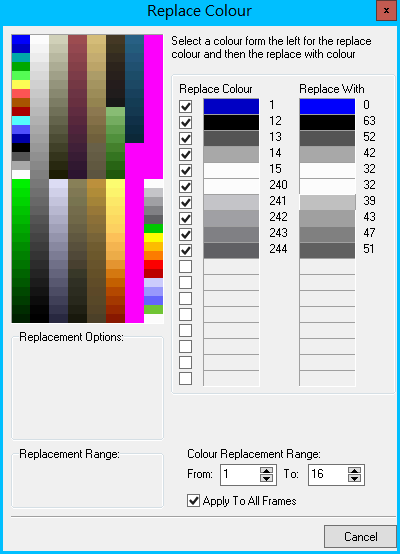 Replace Colour
x
Select a colour form the left for the replace
colour and then the replace with colour
Replace Colour Replace With
1 0
12 63
13 52
14 42
15 32
240 32
241 39
242 43
243 47
244 51
Replacement Options:
Replacement Range:
Colour Replacement Range:
From: 1 To: 16
Apply To All Frames
Cancel